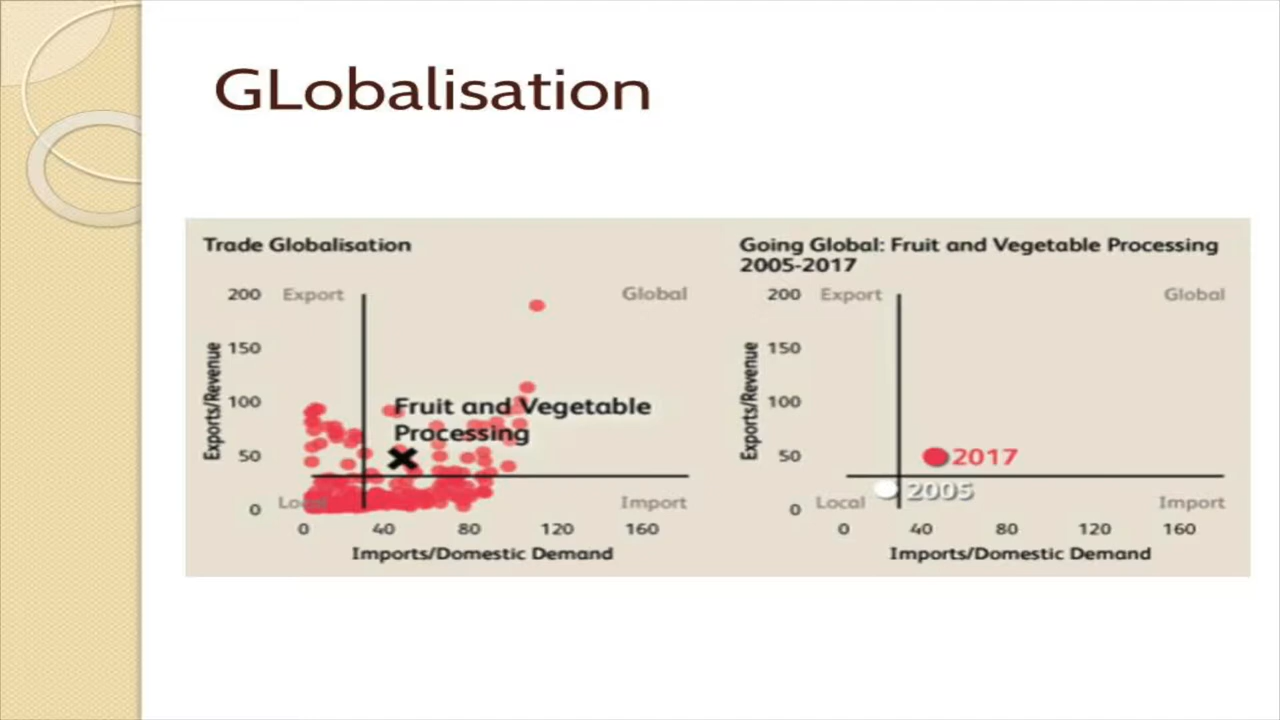 GLobalisation
Trade Globalisation
200
Export
Global
150
100
50
0
Exports/Revenue
Fruit and Vegetable
Processing
Local
Import
0
40
80
120
160
Imports/Domestic Demand
Going Global: Fruit and Vegetable Processing
2005-2017
200
Export
Global
150
100
50
0
Exports/Revenue
2017
2005
Local
Import
0
40
80
120
160
Imports/Domestic Demand